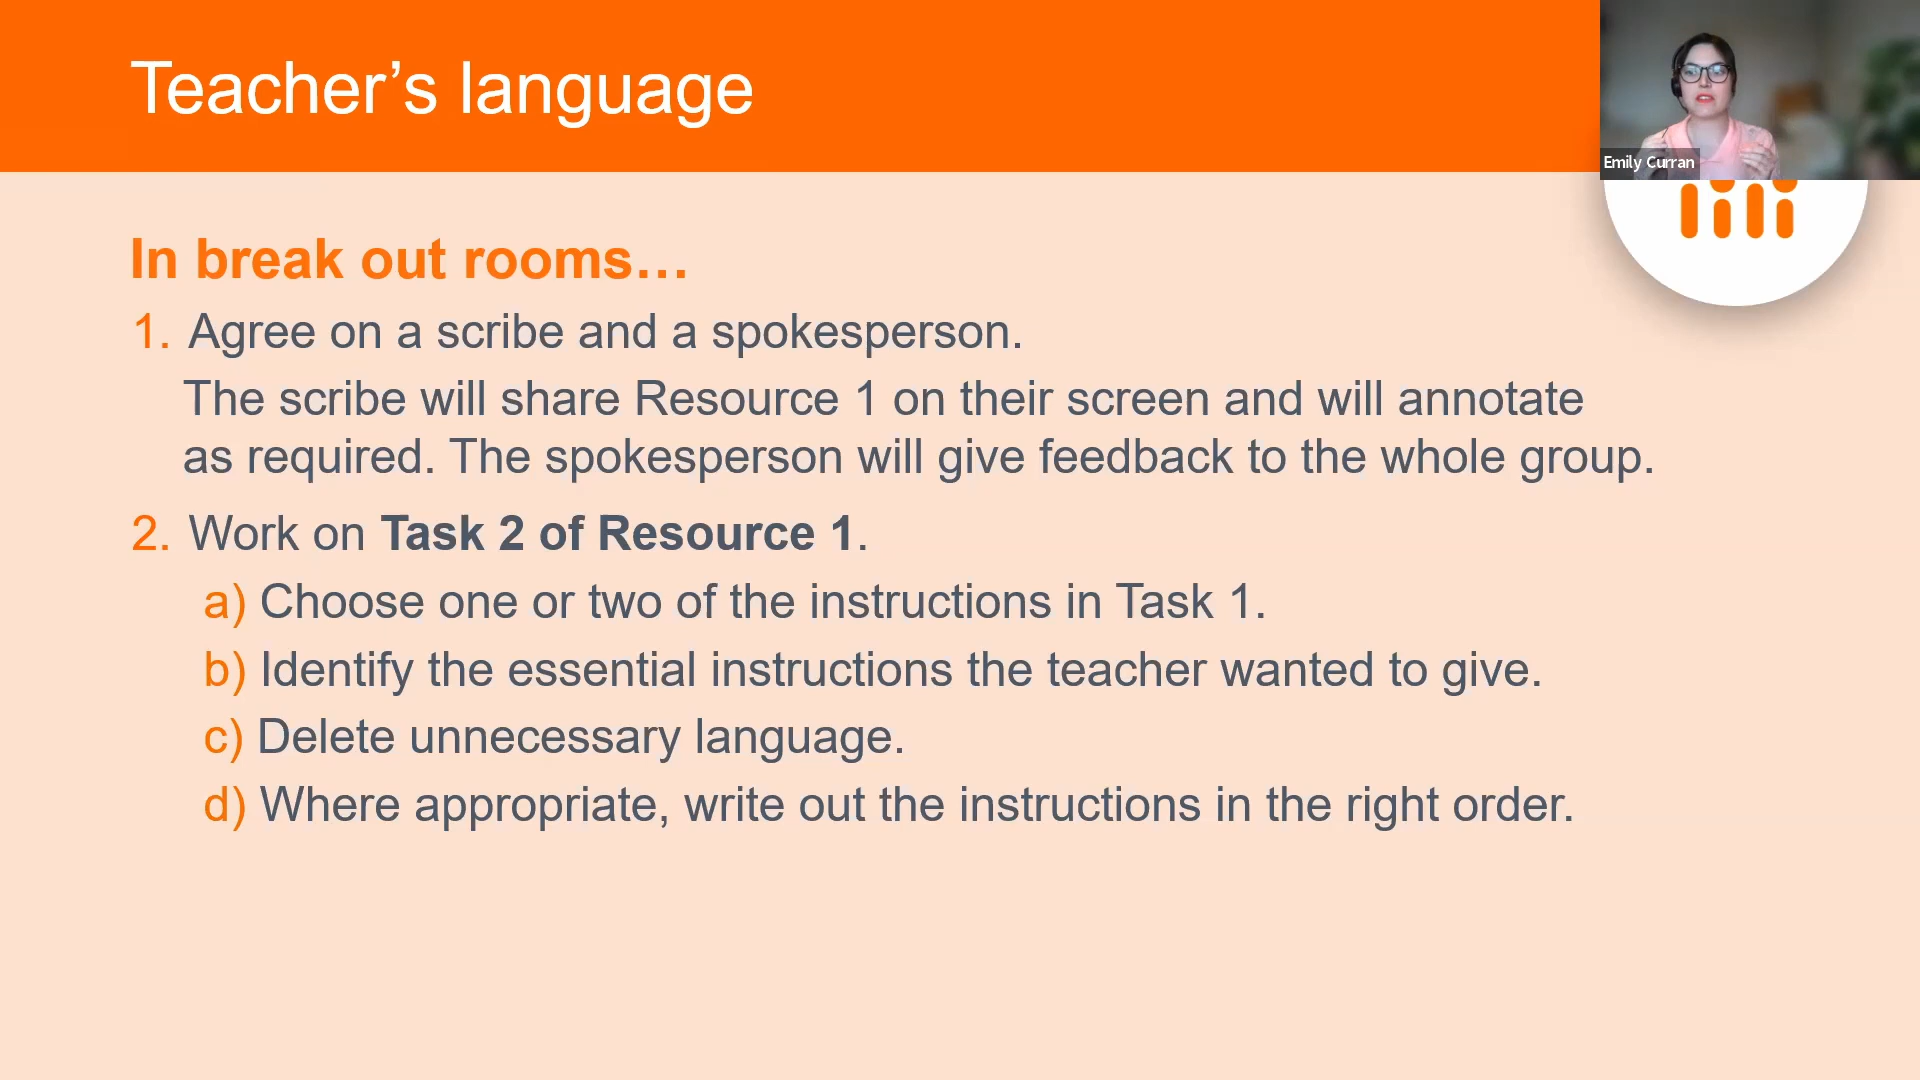 Teacher’s language
Emily Curran
In break out rooms…
1. Agree on a scribe and a spokesperson.
The scribe will share Resource 1 on their screen and will annotate
as required. The spokesperson will give feedback to the whole group.
2. Work on Task 2 of Resource 1.
a) Choose one or two of the instructions in Task 1.
b) Identify the essential instructions the teacher wanted to give.
c) Delete unnecessary language.
d) Where appropriate, write out the instructions in the right order.